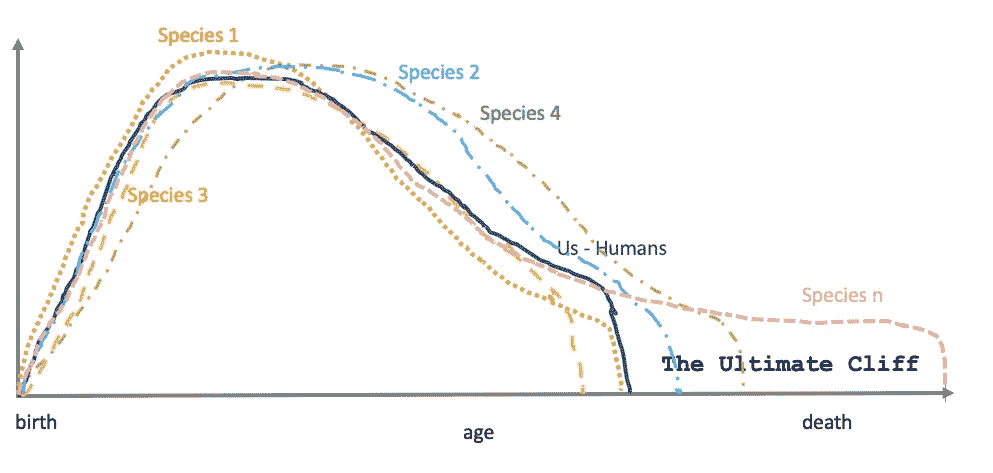 Species 1
Species 2
Species 4
Species 3
Us - Humans
Species n
The Ultimate Cliff
birth
age
death